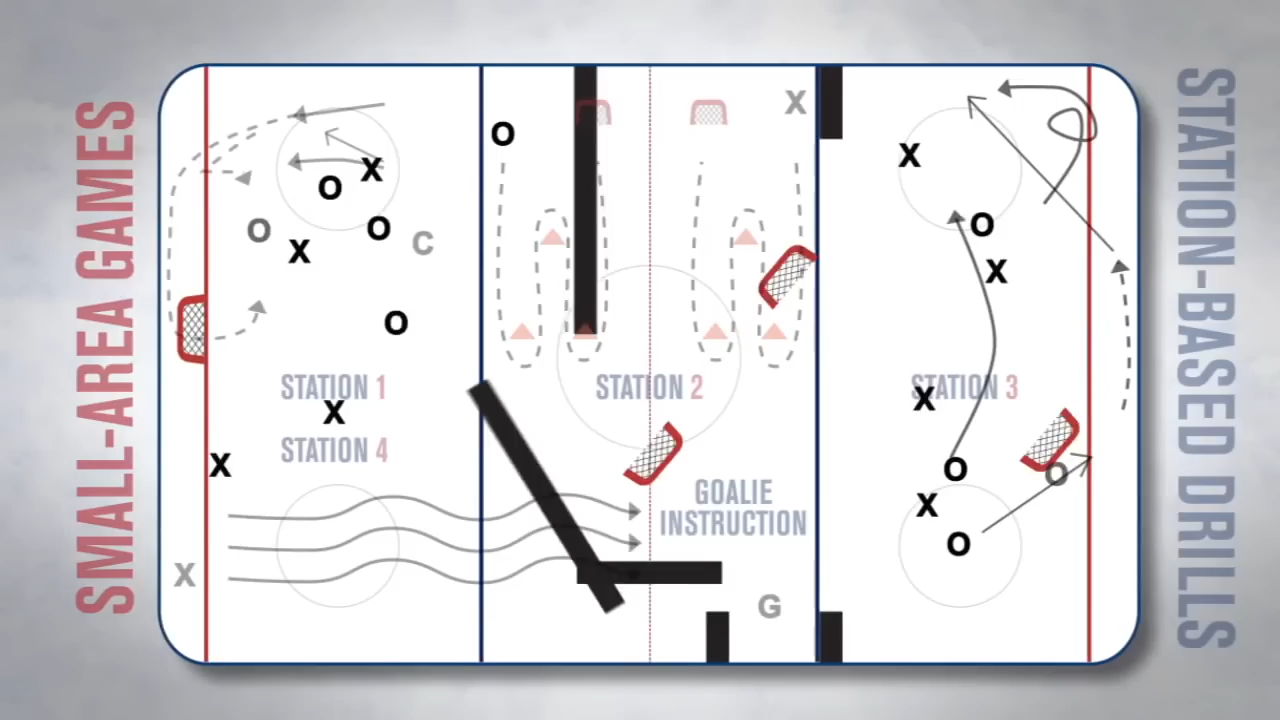 SMALL-AREA GAMES
STATION-BASED DRILLS
X
O
X
O
X
O
O
C
X
O
X
O
X
O
STATION 1
STATION 2
STATION 3
X
X
STATION 4
X
O
O
GOALIE
INSTRUCTION
X
O
X
G